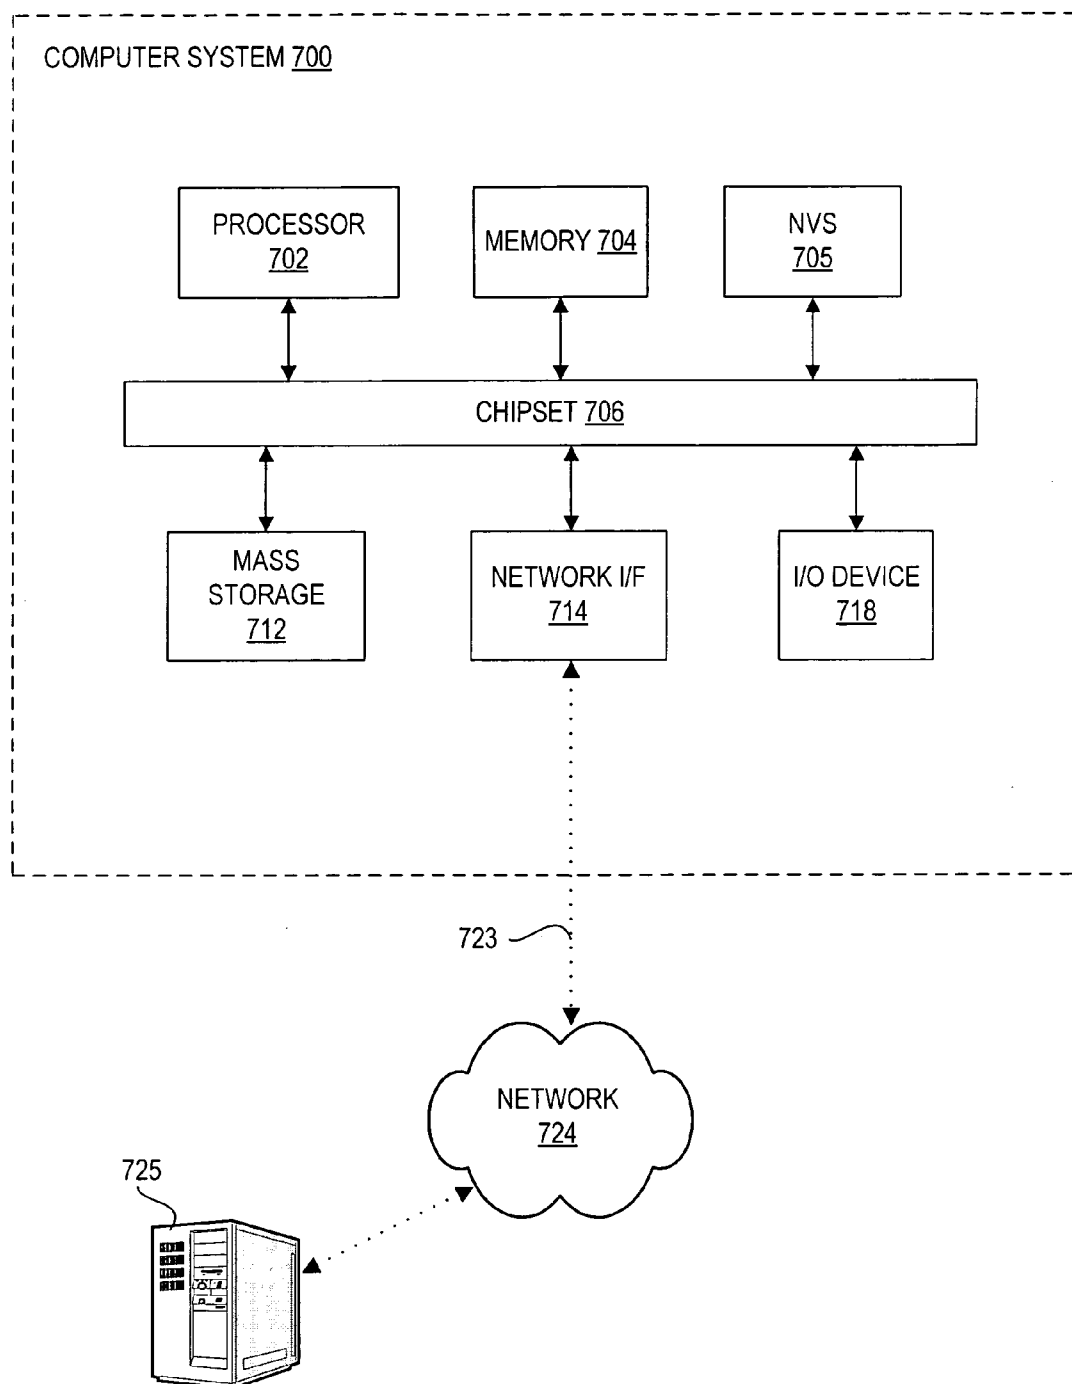 COMPUTER SYSTEM 700
PROCESSOR
702
MEMORY 704
NVS
705
CHIPSET 706
MASS
STORAGE
712
NETWORK I/F
714
I/O DEVICE
718
723
NETWORK
724
725